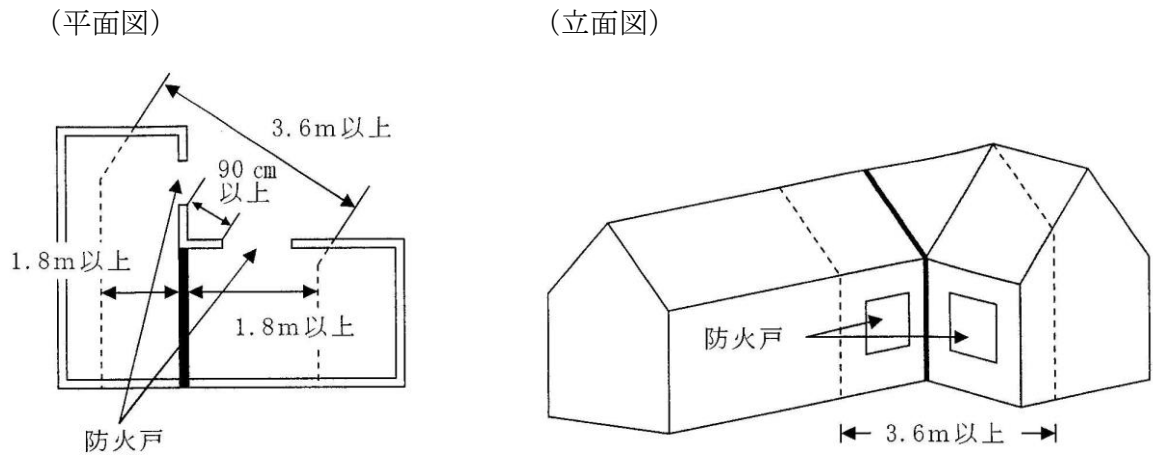 （平面図）
3.6m以上
90 cm
以上
1.8m以上
1.8m以上
防火戸
（立面図）
防火戸
3.6m以上